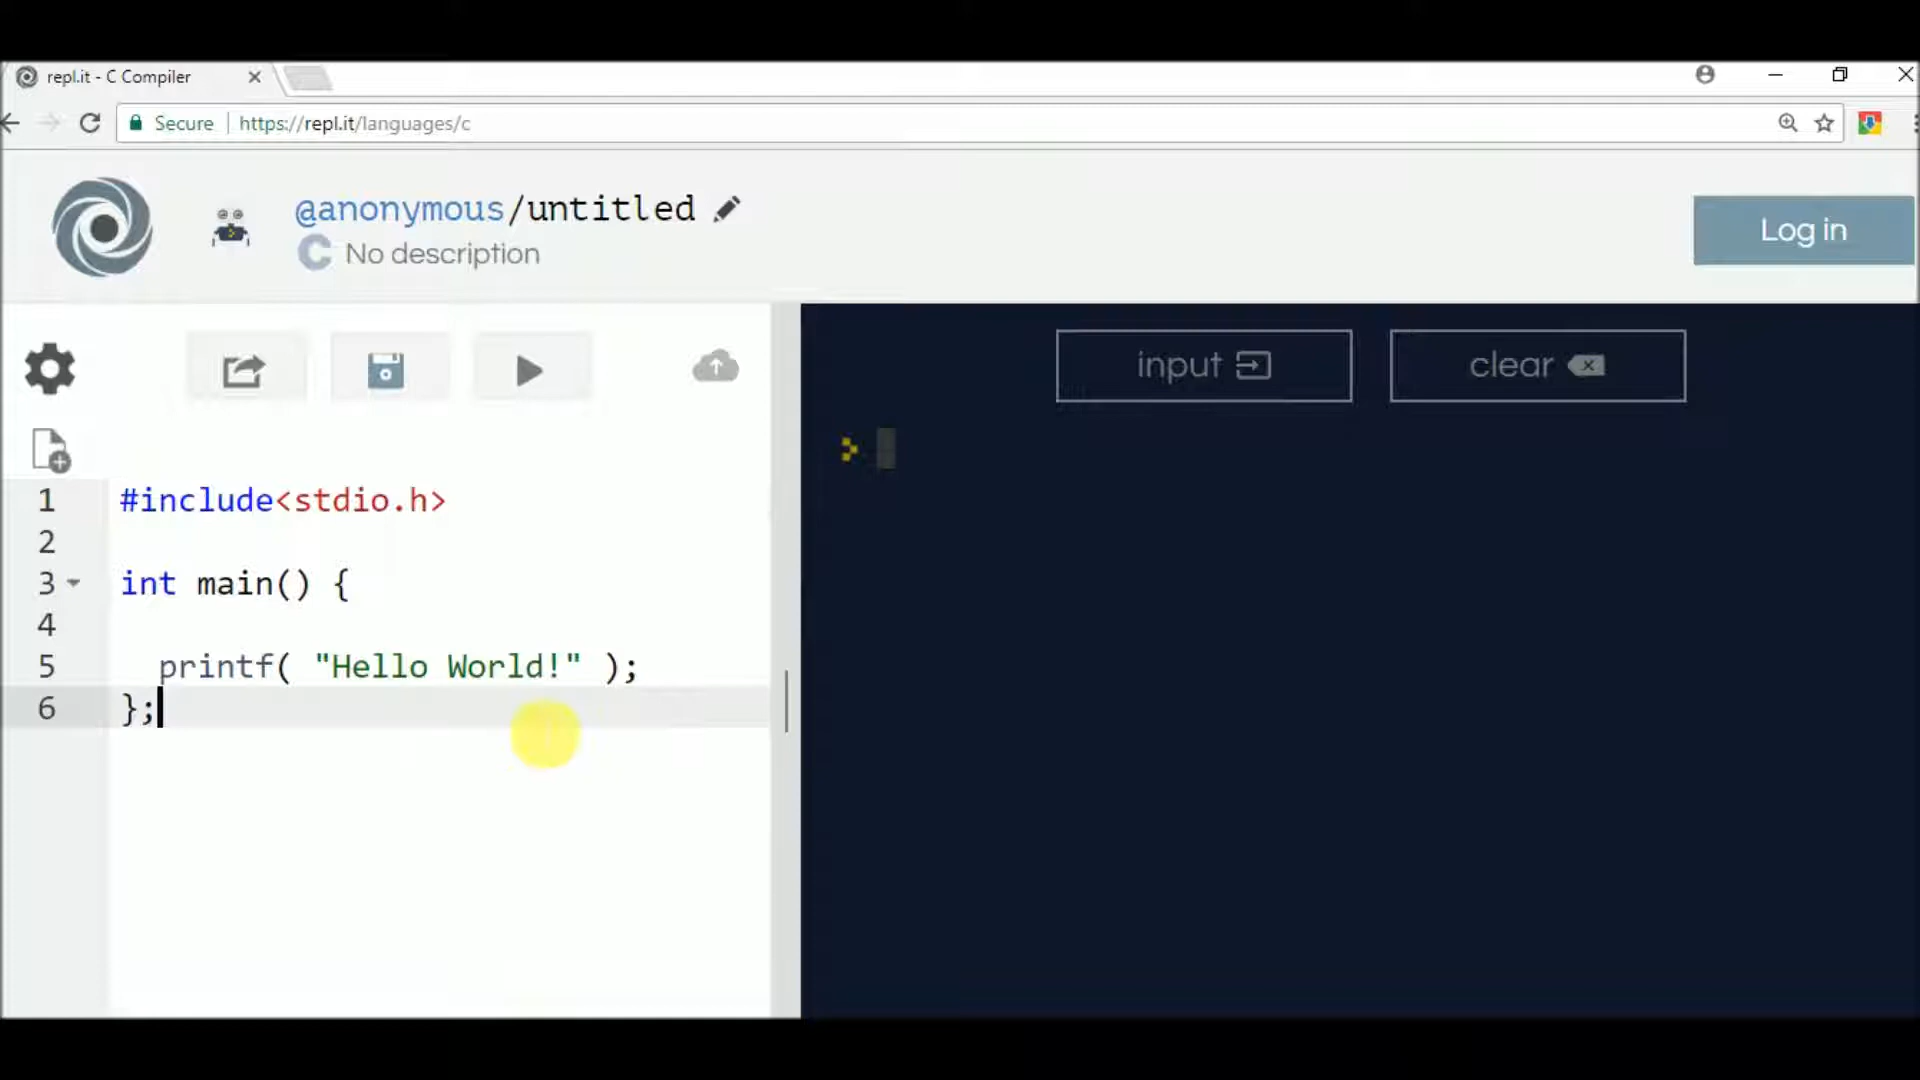 repl.it - C Compiler
Secure https://repl.it/languages/c
@anonymous/untitled
C No description
Log in
input
clear
1 #include<stdio.h>
2
3 int main() {
4
5 printf( "Hello World!" );
6 };